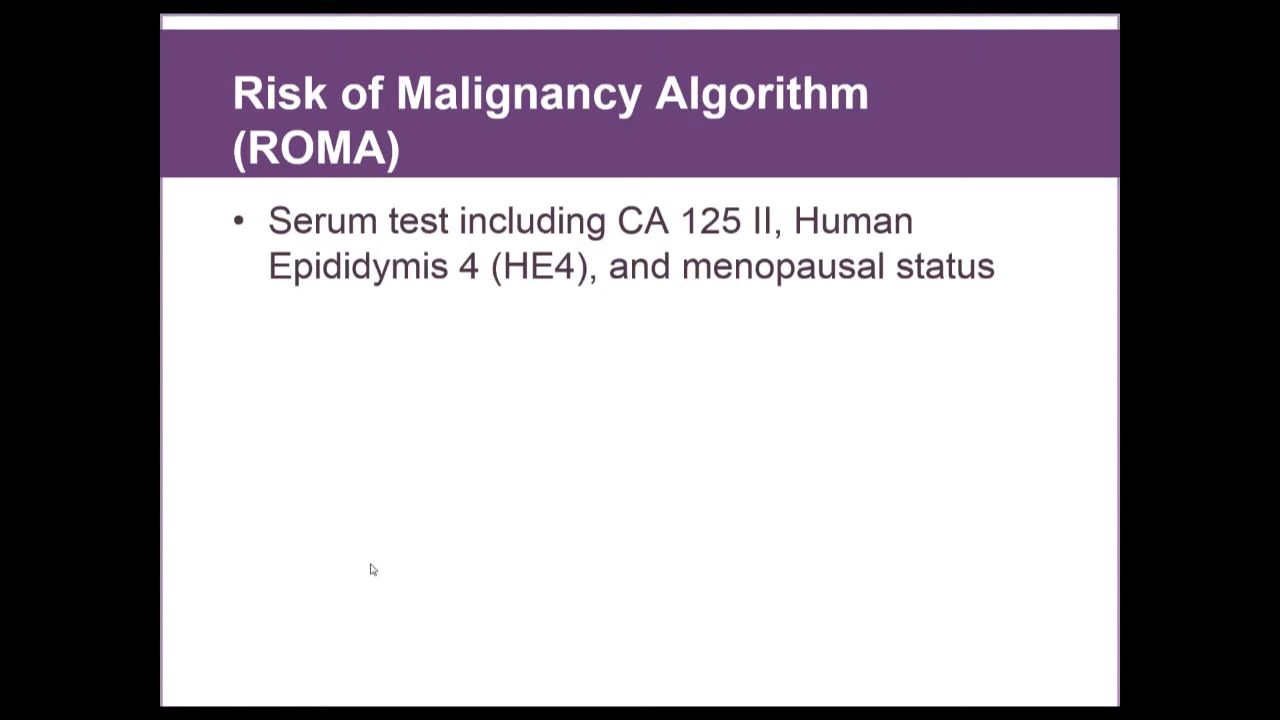 Risk of Malignancy Algorithm
(ROMA)
• Serum test including CA 125 II, Human
Epididymis 4 (HE4), and menopausal status